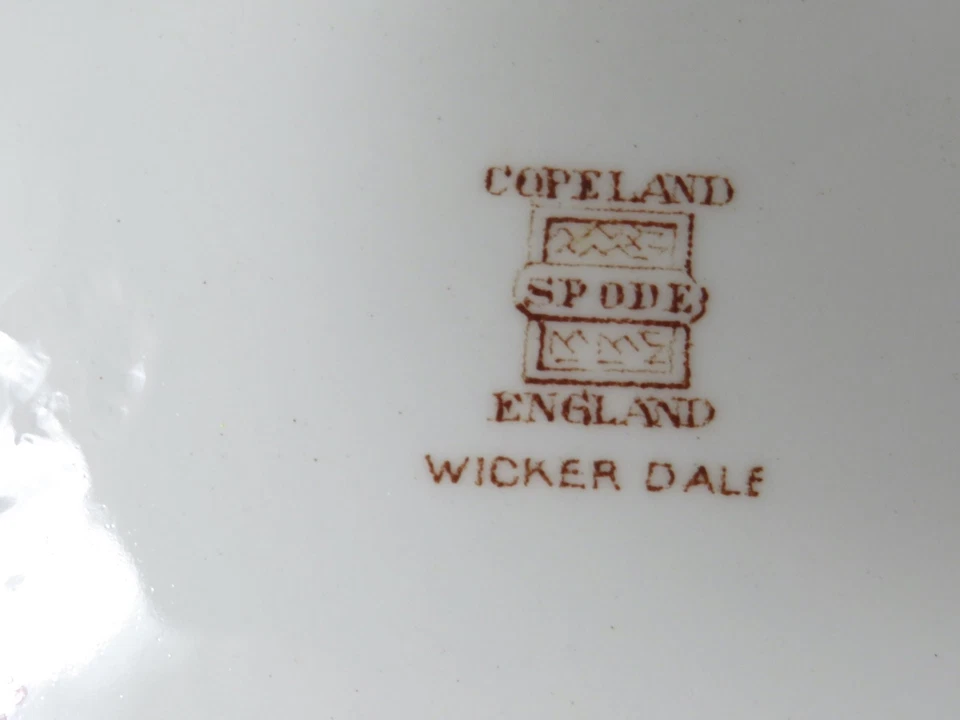 COPELAND
SPODE
ENGLAND
WICKER DALE